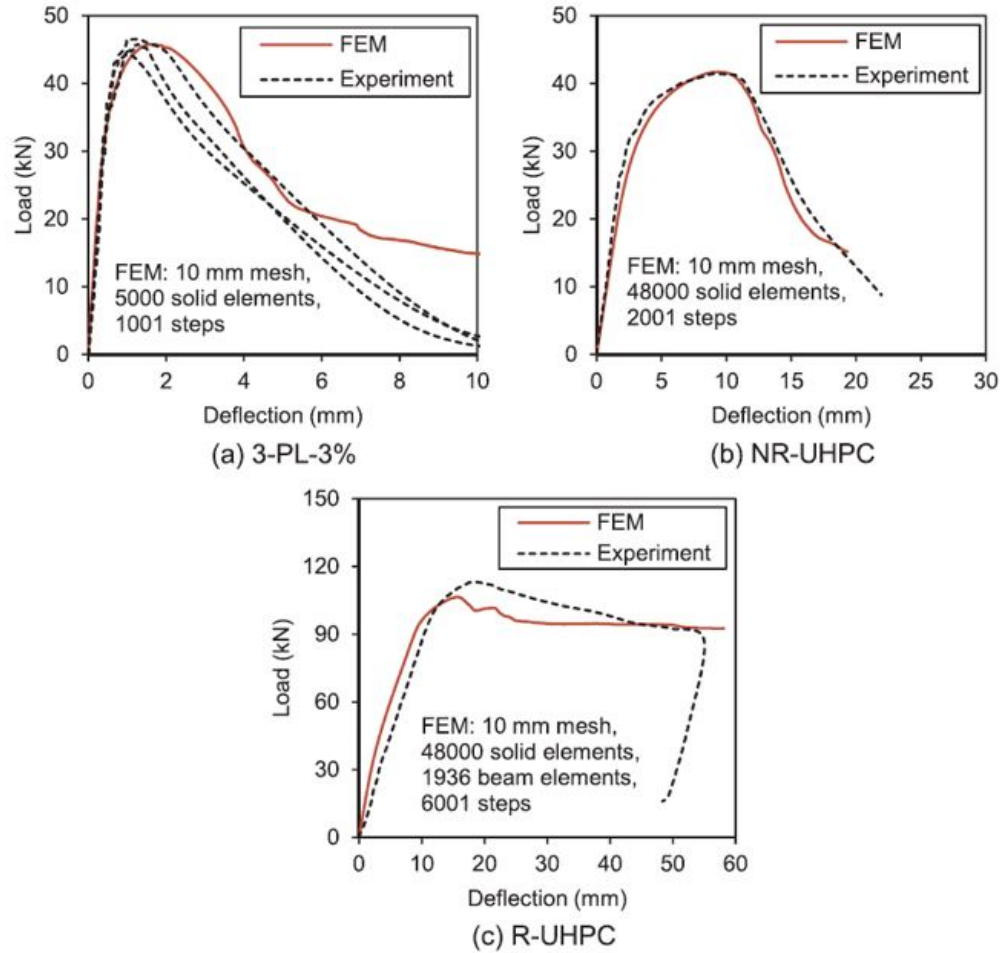 50
40
30
20
10
0
Load (kN)
FEM
Experiment
FEM: 10 mm mesh,
5000 solid elements,
1001 steps
0 2 4 6 8 10
Deflection (mm)
(a) 3-PL-3%
50
40
30
20
10
0
Load (kN)
FEM
Experiment
FEM: 10 mm mesh,
48000 solid elements,
2001 steps
0 5 10 15 20 25 30
Deflection (mm)
(b) NR-UHPC
150
120
90
60
30
0
Load (kN)
FEM
Experiment
FEM: 10 mm mesh,
48000 solid elements,
1936 beam elements,
6001 steps
0 10 20 30 40 50 60
Deflection (mm)
(c) R-UHPC